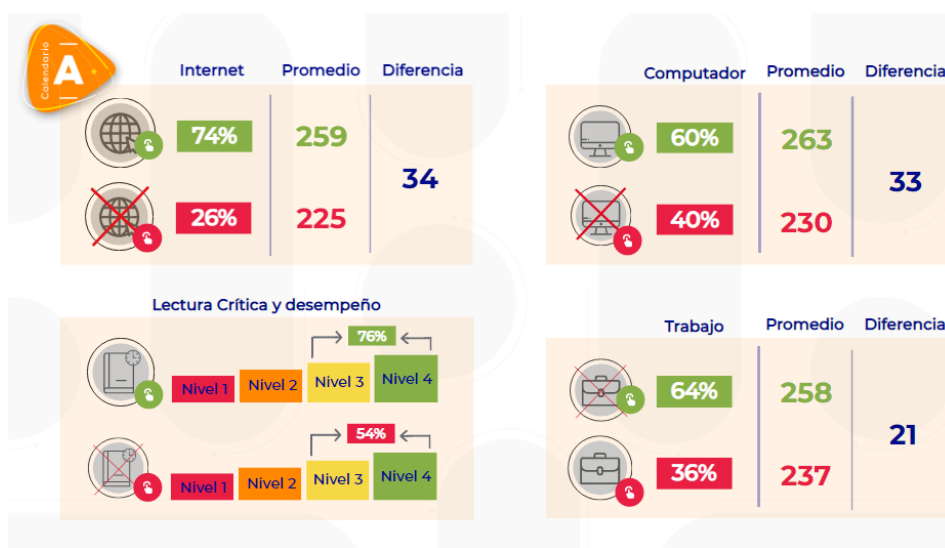 Calendario
A
Internet Promedio Diferencia
74% 259
34
26% 225
Computador Promedio Diferencia
60% 263
33
40% 230
Lectura Crítica y desempeño
76%
Nivel 1 Nivel 2 Nivel 3 Nivel 4
54%
Nivel 1 Nivel 2 Nivel 3 Nivel 4
Trabajo Promedio Diferencia
64% 258
21
36% 237